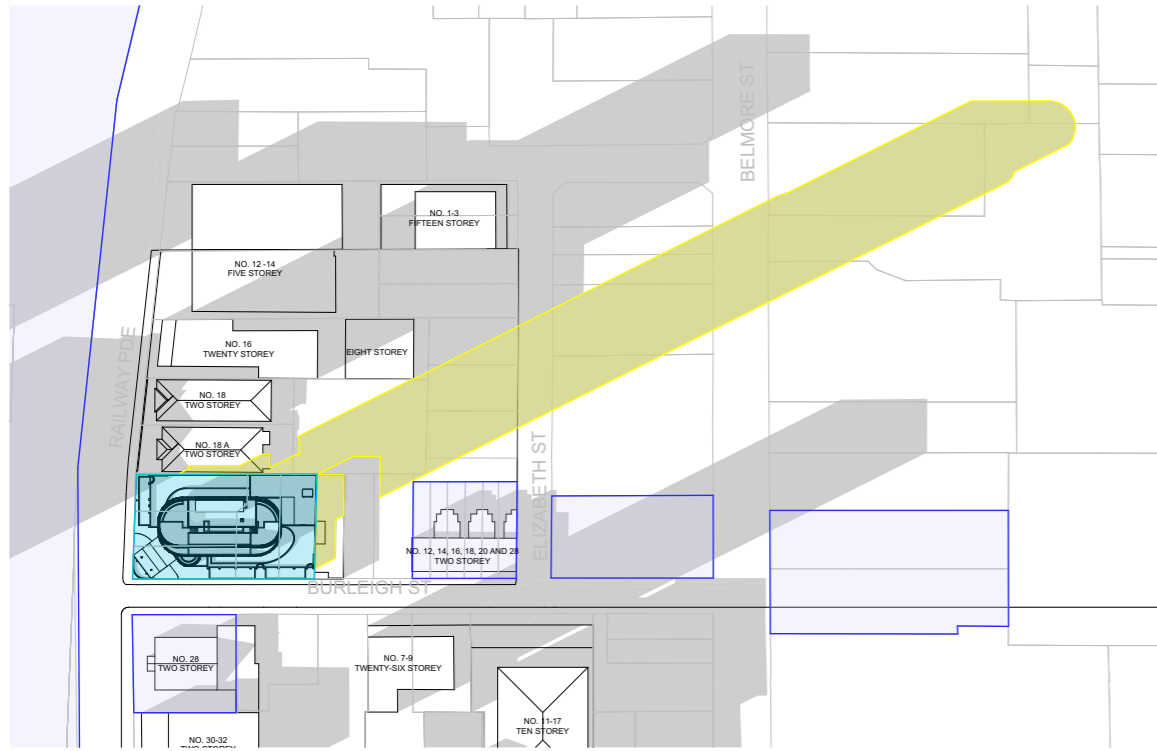 BELMORE ST
NO. 1-3
FIFTEEN STOREY
NO. 12 -14
FIVE STOREY
RAILWAY PDE
NO. 16
TWENTY STOREY
EIGHT STOREY
NO. 18
TWO STOREY
NO. 18 A
TWO STOREY
ELIZABETH ST
NO. 12, 14, 16, 18, 20 AND 28
TWO STOREY
BURLEIGH ST
NO. 28
TWO STOREY
NO. 7-9
TWENTY-SIX STOREY
NO. 11-17
TEN STOREY
NO. 30-32
TWO STOREY